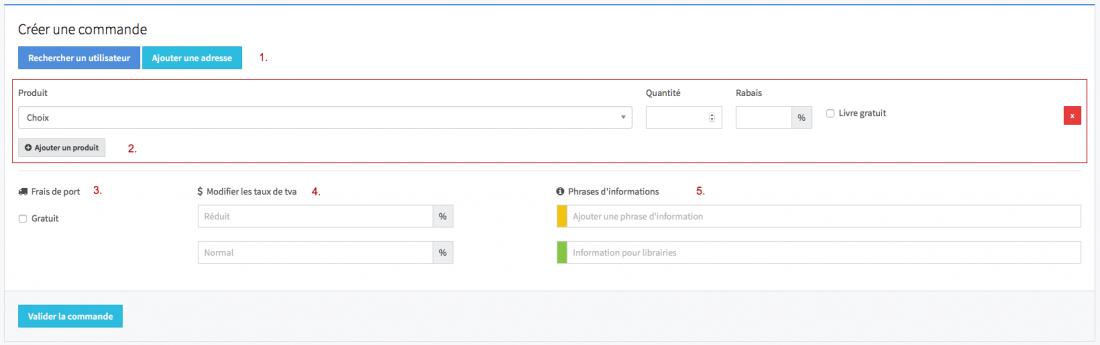 Créer une commande
Rechercher un utilisateur Ajouter une adresse 1.
Produit Quantité Rabais
Choix % Livre gratuit x
Ajouter un produit 2.
Frais de port 3. $ Modifier les taux de tva 4. Phrases d'informations 5.
Gratuit Réduit % Ajouter une phrase d'information
Normal % Information pour librairies
Valider la commande